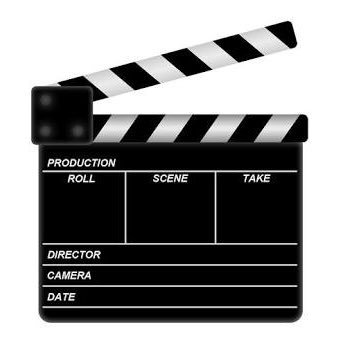 PRODUCTION
ROLL SCENE TAKE
DIRECTOR
CAMERA
DATE